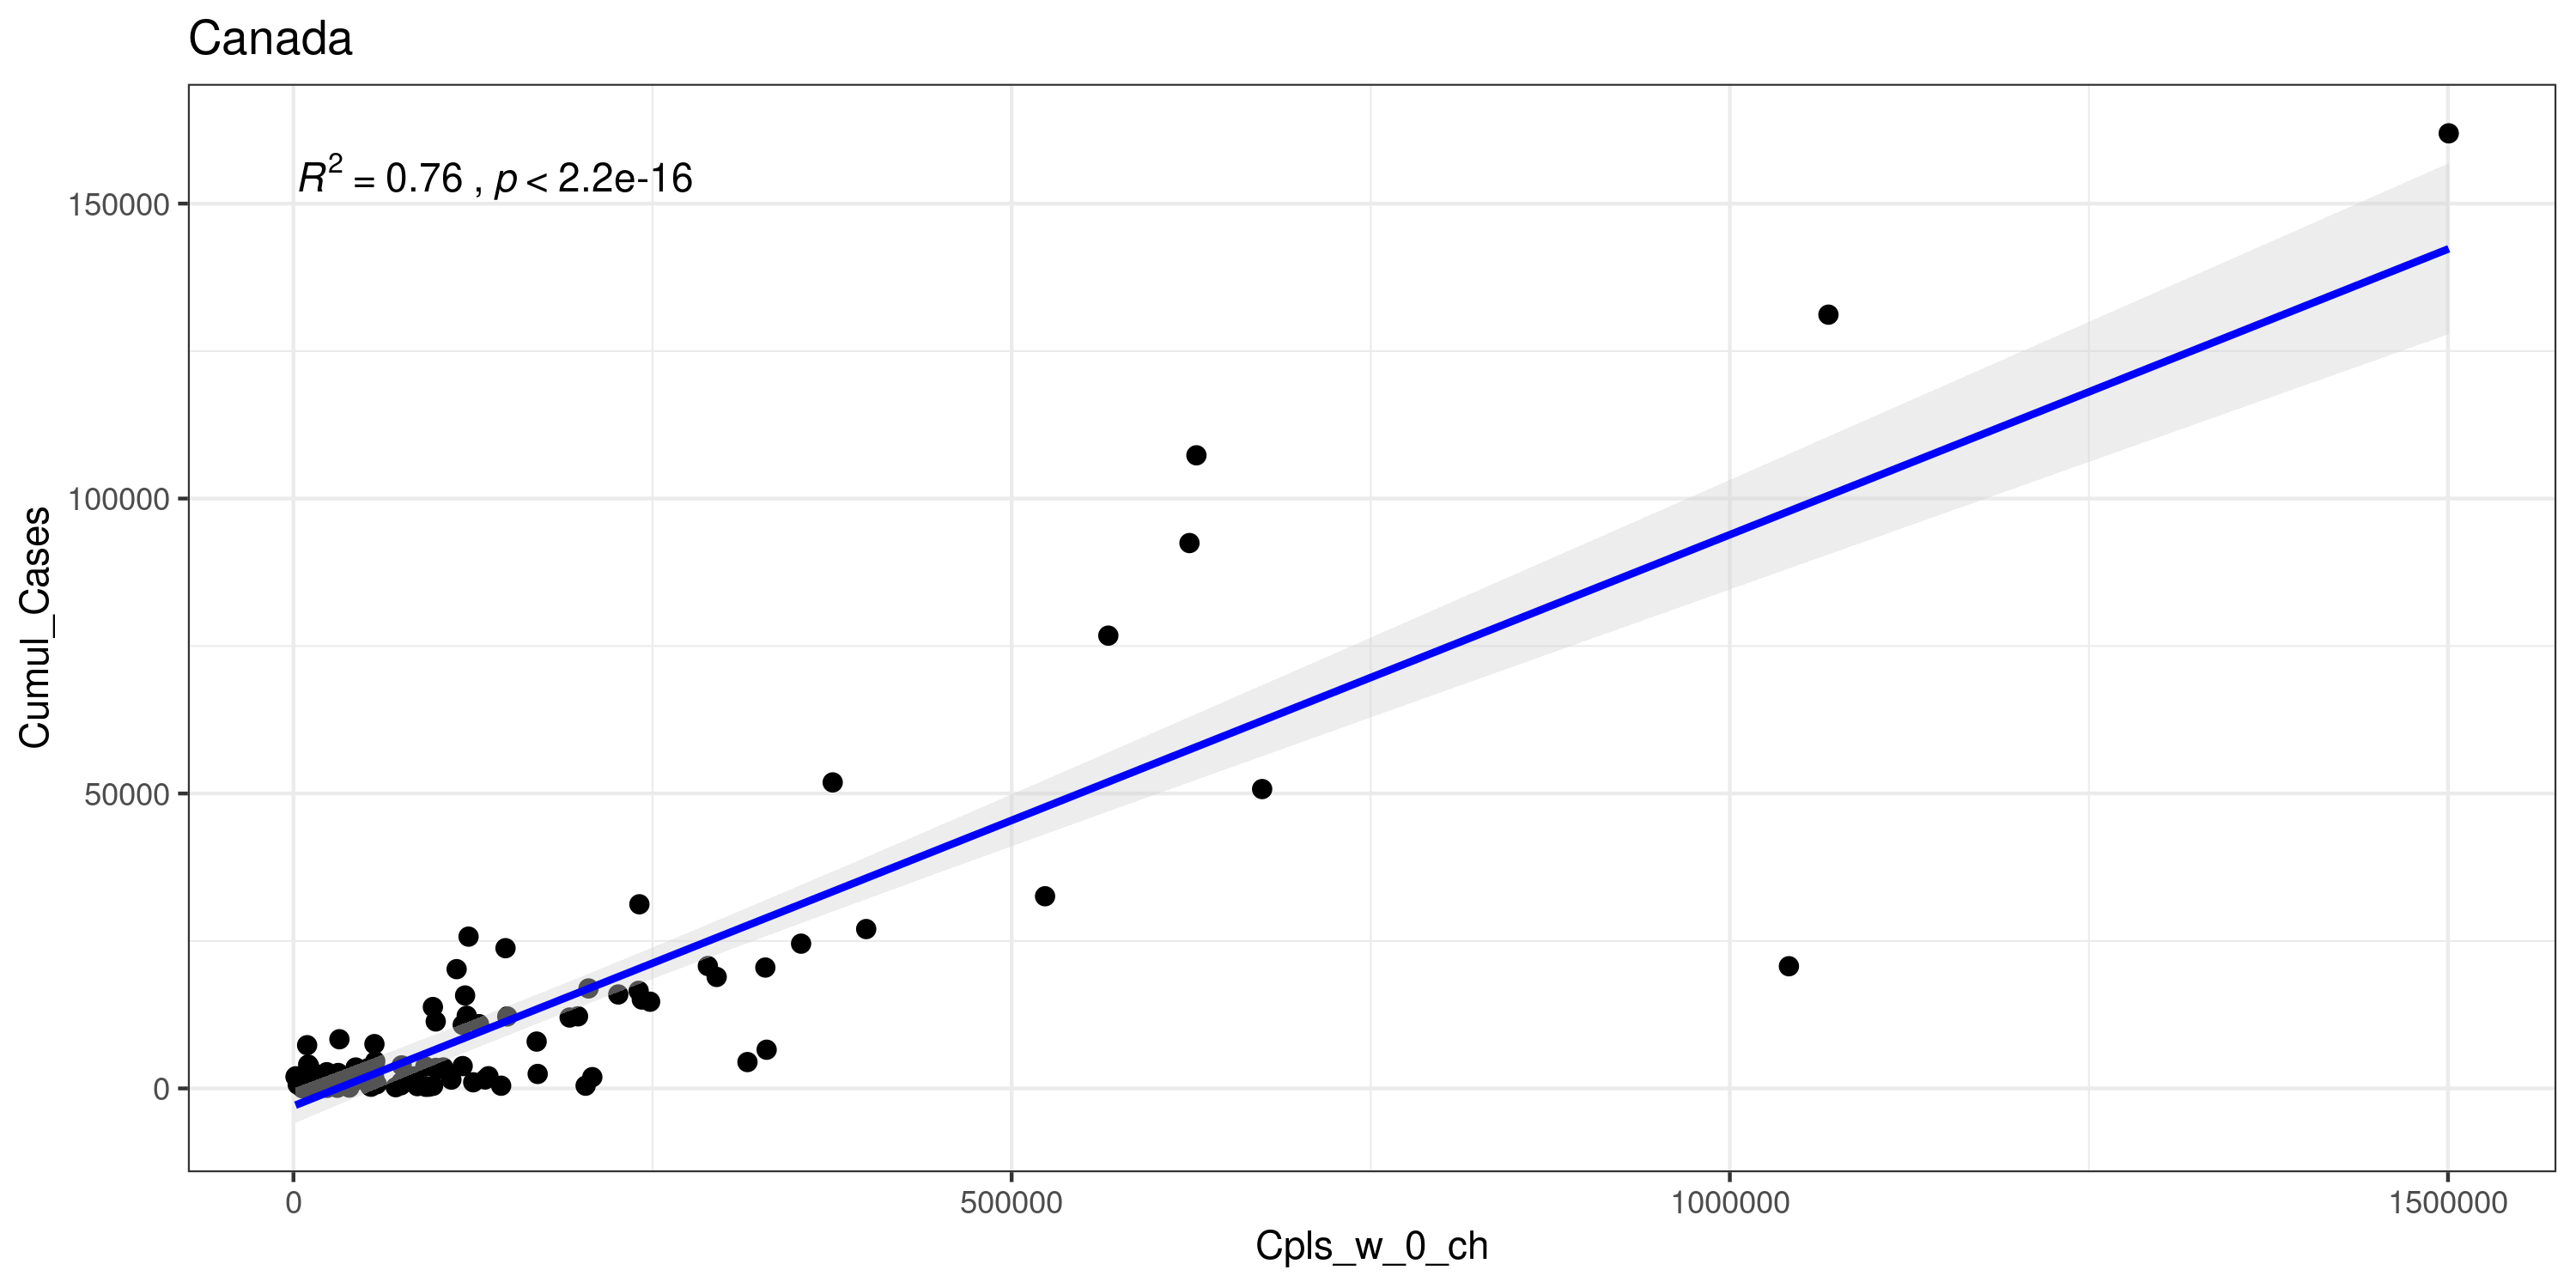 Canada
R² = 0.76 , p < 2.2e-16
150000
100000
50000
0
Cumul_Cases
0 500000 1000000 1500000
Cpls_w_0_ch